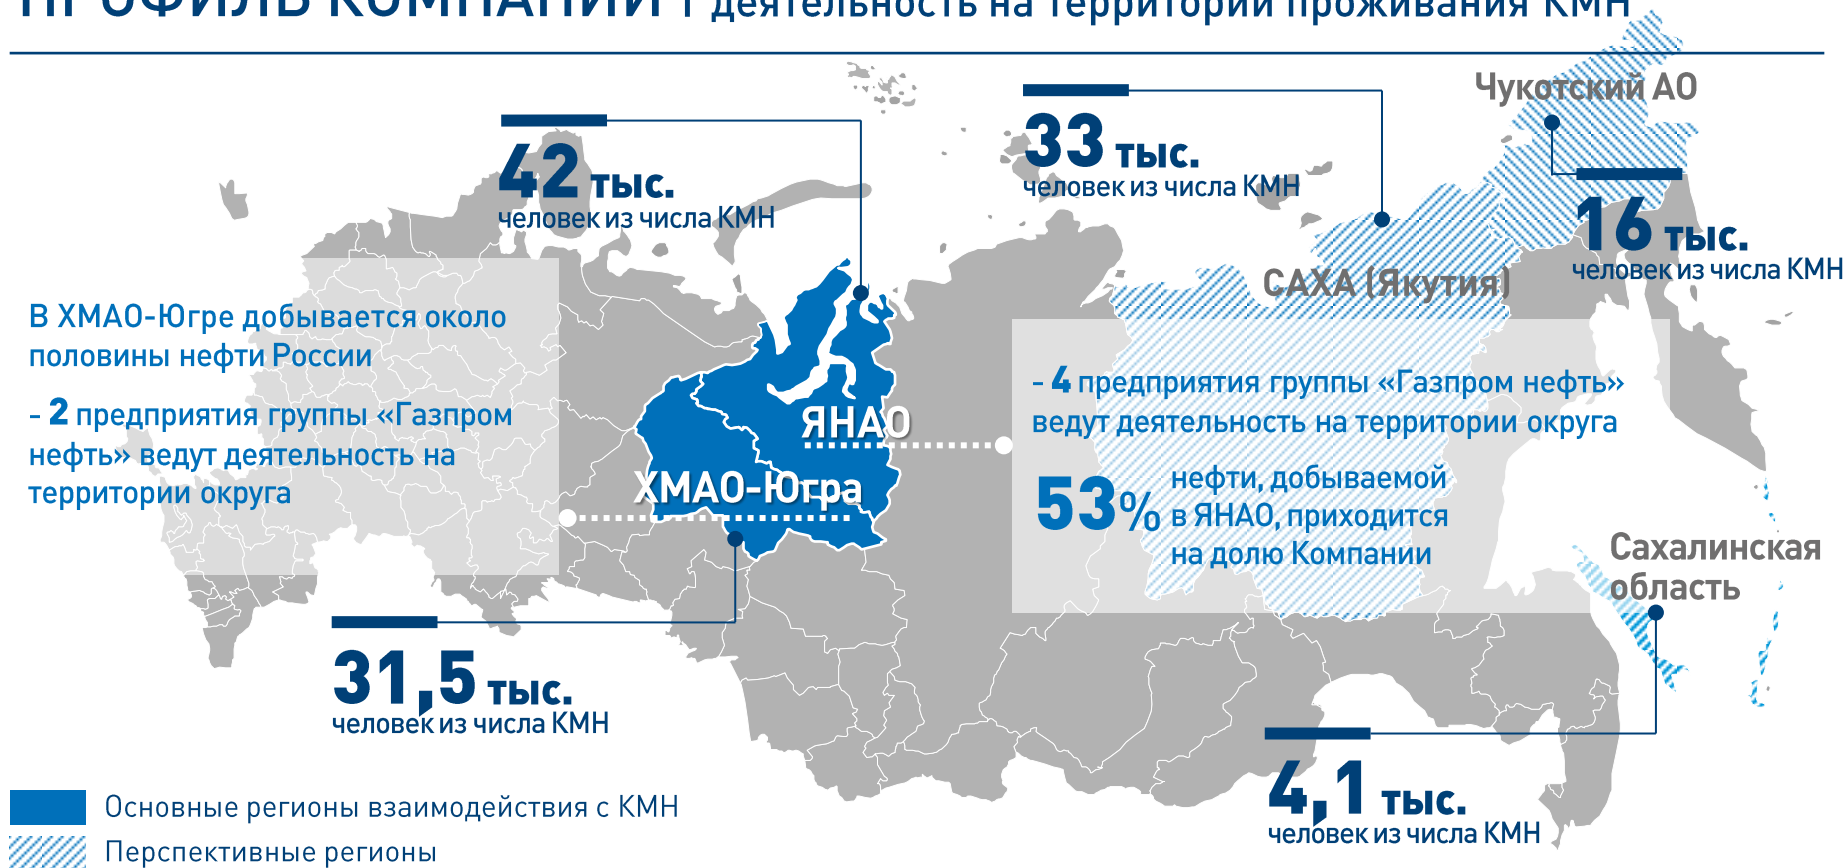 ПРОФИЛЬ КОМПАНИИ | деятельность на территории проживания КМН
Чукотский АО
42 тыс.
человек из числа КМН
33 тыс.
человек из числа КМН
16 тыс.
человек из числа КМН
САХА (Якутия)
В ХМАО-Югре добывается около
половины нефти России
- 2 предприятия группы «Газпром
нефть» ведут деятельность на
территории округа
ЯНАО
ХМАО-Югра
- 4 предприятия группы «Газпром нефть»
ведут деятельность на территории округа
53% нефти, добываемой
в ЯНАО, приходится
на долю Компании
Сахалинская
область
31,5 тыс.
человек из числа КМН
4,1 тыс.
человек из числа КМН
Основные регионы взаимодействия с КМН
Перспективные регионы